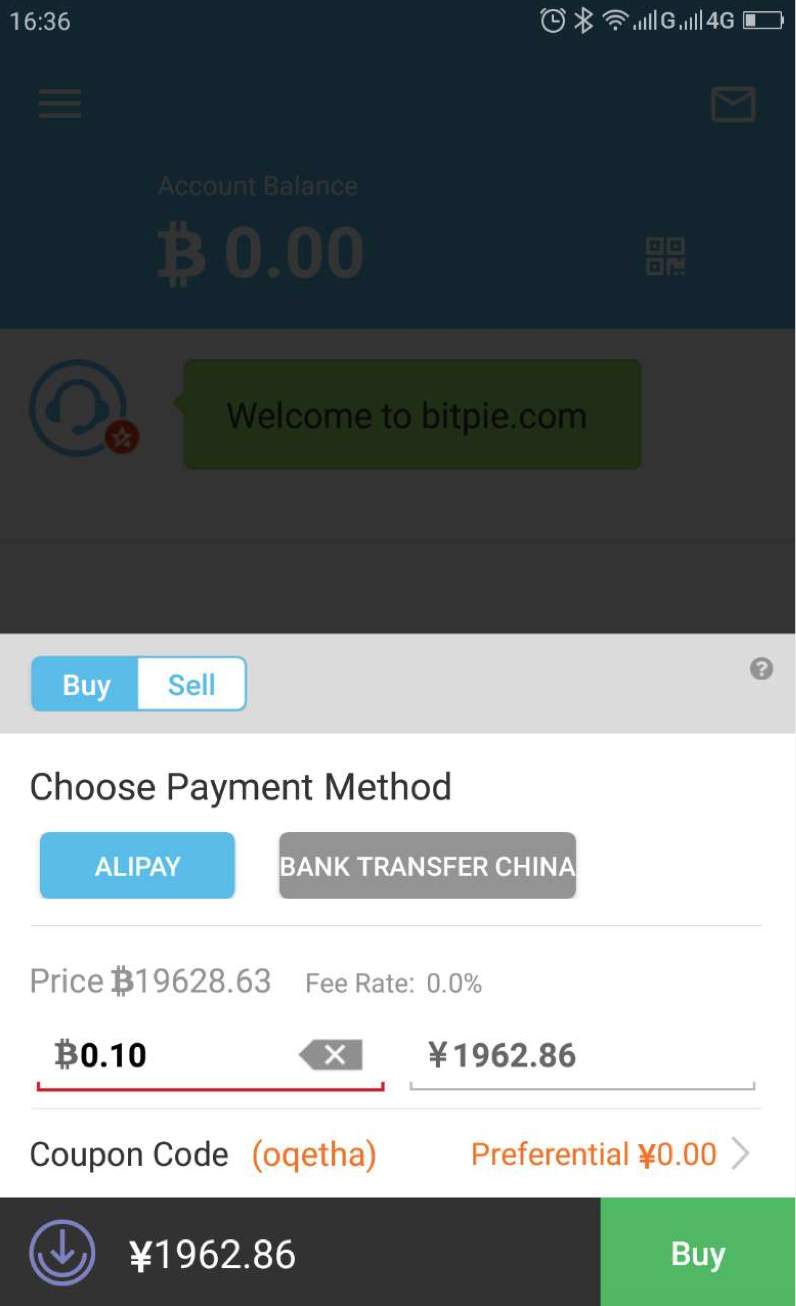 16:36 G 4G
Account Balance
₿ 0.00
Welcome to bitpie.com
Buy Sell ?
Choose Payment Method
ALIPAY BANK TRANSFER CHINA
Price ₿19628.63 Fee Rate: 0.0%
₿0.10 ¥1962.86
Coupon Code (oqetha) Preferential ¥0.00
¥1962.86 Buy